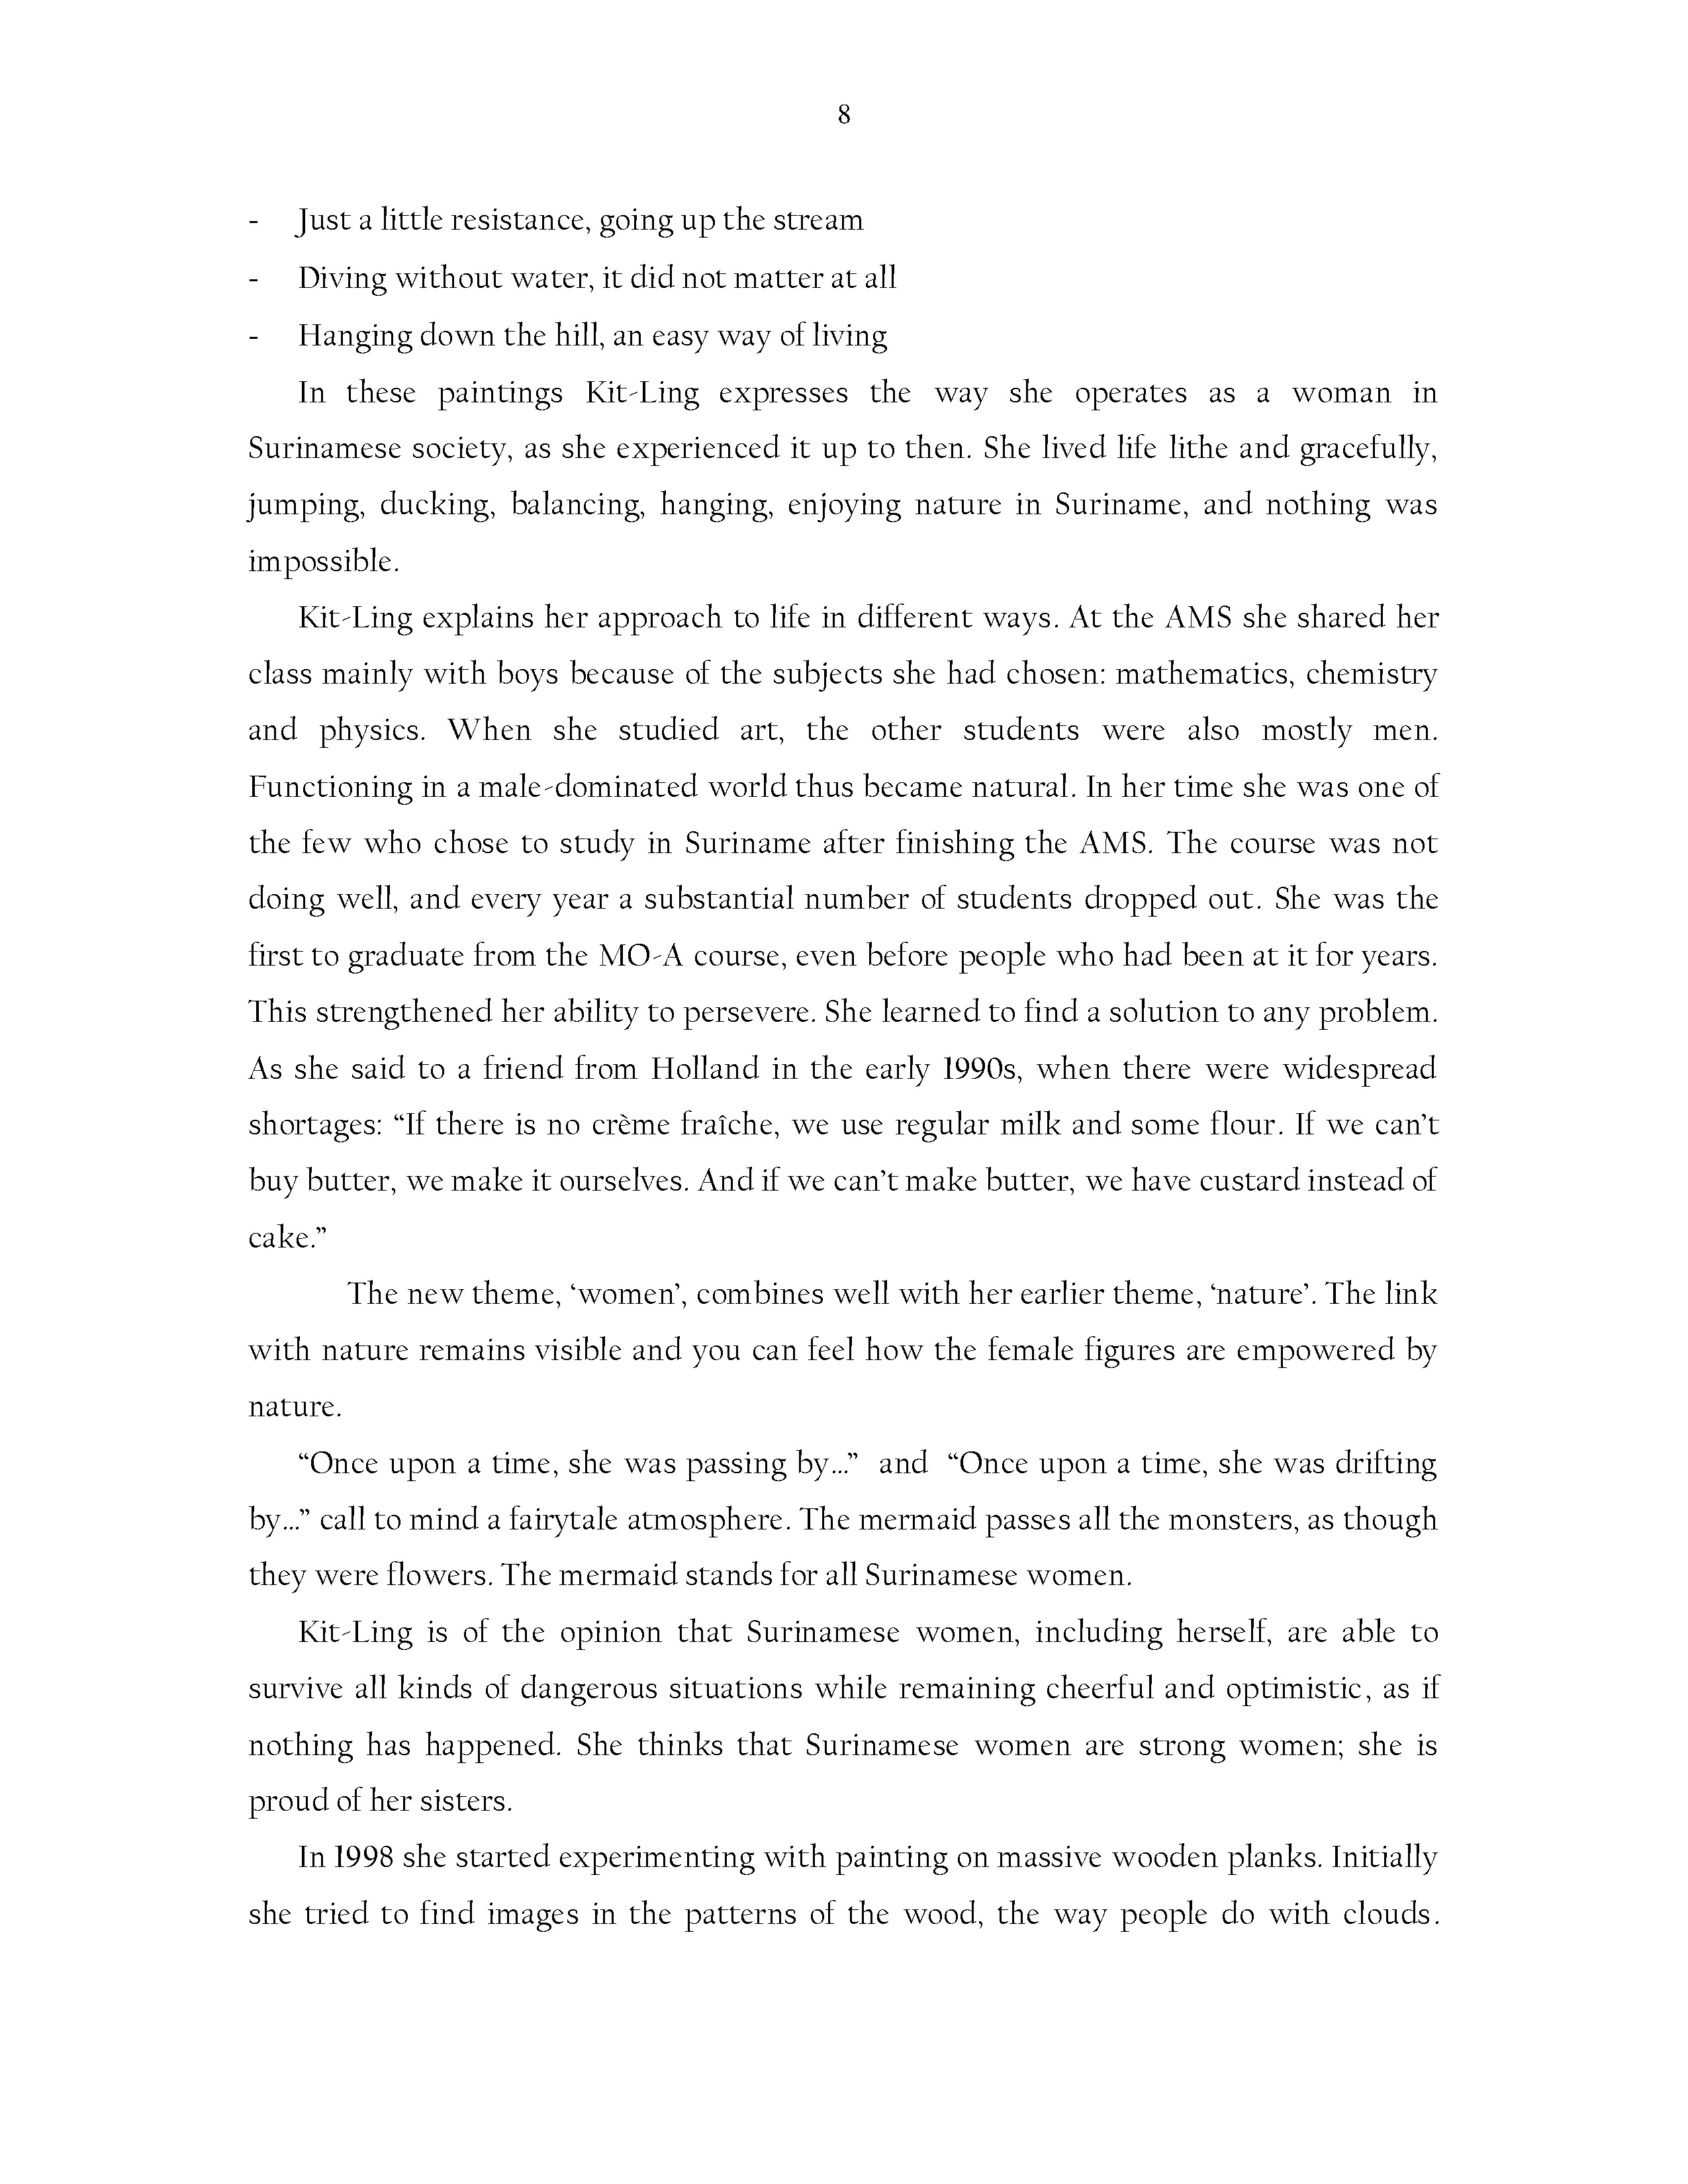 8
- Just a little resistance, going up the stream
- Diving without water, it did not matter at all
- Hanging down the hill, an easy way of living
In these paintings Kit-Ling expresses the way she operates as a woman in
Surinamese society, as she experienced it up to then. She lived life lithe and gracefully,
jumping, ducking, balancing, hanging, enjoying nature in Suriname, and nothing was
impossible.
Kit-Ling explains her approach to life in different ways. At the AMS she shared her
class mainly with boys because of the subjects she had chosen: mathematics, chemistry
and physics. When she studied art, the other students were also mostly men.
Functioning in a male-dominated world thus became natural. In her time she was one of
the few who chose to study in Suriname after finishing the AMS. The course was not
doing well, and every year a substantial number of students dropped out. She was the
first to graduate from the MO-A course, even before people who had been at it for years.
This strengthened her ability to persevere. She learned to find a solution to any problem.
As she said to a friend from Holland in the early 1990s, when there were widespread
shortages: “If there is no crème fraîche, we use regular milk and some flour. If we can’t
buy butter, we make it ourselves. And if we can’t make butter, we have custard instead of
cake.”
The new theme, ‘women’, combines well with her earlier theme, ‘nature’. The link
with nature remains visible and you can feel how the female figures are empowered by
nature.
“Once upon a time, she was passing by…” and “Once upon a time, she was drifting
by…” call to mind a fairytale atmosphere. The mermaid passes all the monsters, as though
they were flowers. The mermaid stands for all Surinamese women.
Kit-Ling is of the opinion that Surinamese women, including herself, are able to
survive all kinds of dangerous situations while remaining cheerful and optimistic, as if
nothing has happened. She thinks that Surinamese women are strong women; she is
proud of her sisters.
In 1998 she started experimenting with painting on massive wooden planks. Initially
she tried to find images in the patterns of the wood, the way people do with clouds.